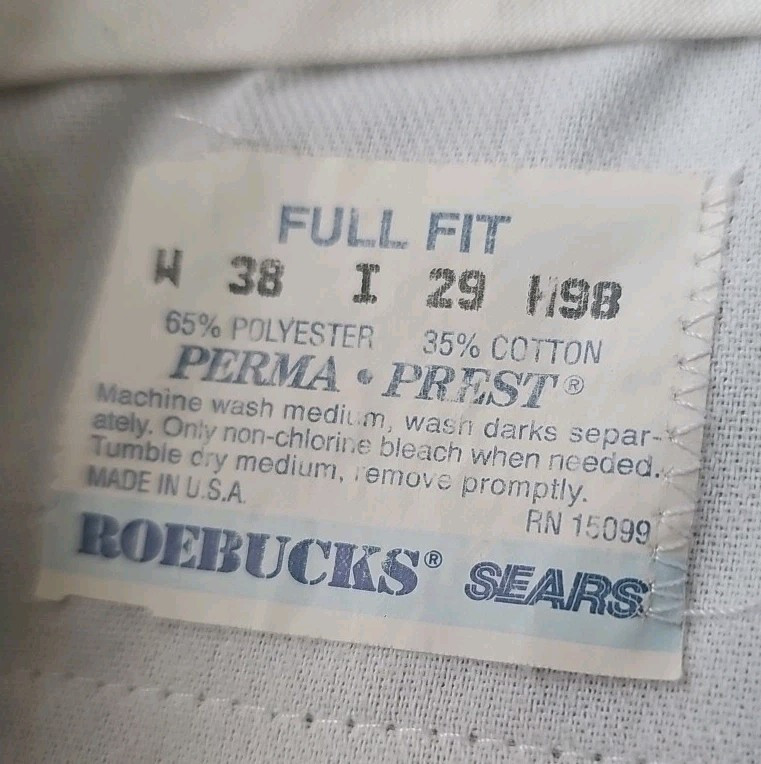 FULL FIT
W 38 I 29 H98
65% POLYESTER 35% COTTON
PERMA • PREST®
Machine wash medium, wash darks separ-
ately. Only non-chlorine bleach when needed.
Tumble dry medium, remove promptly.
MADE IN U.S.A.
RN 15099
ROEBUCKS® SEARS